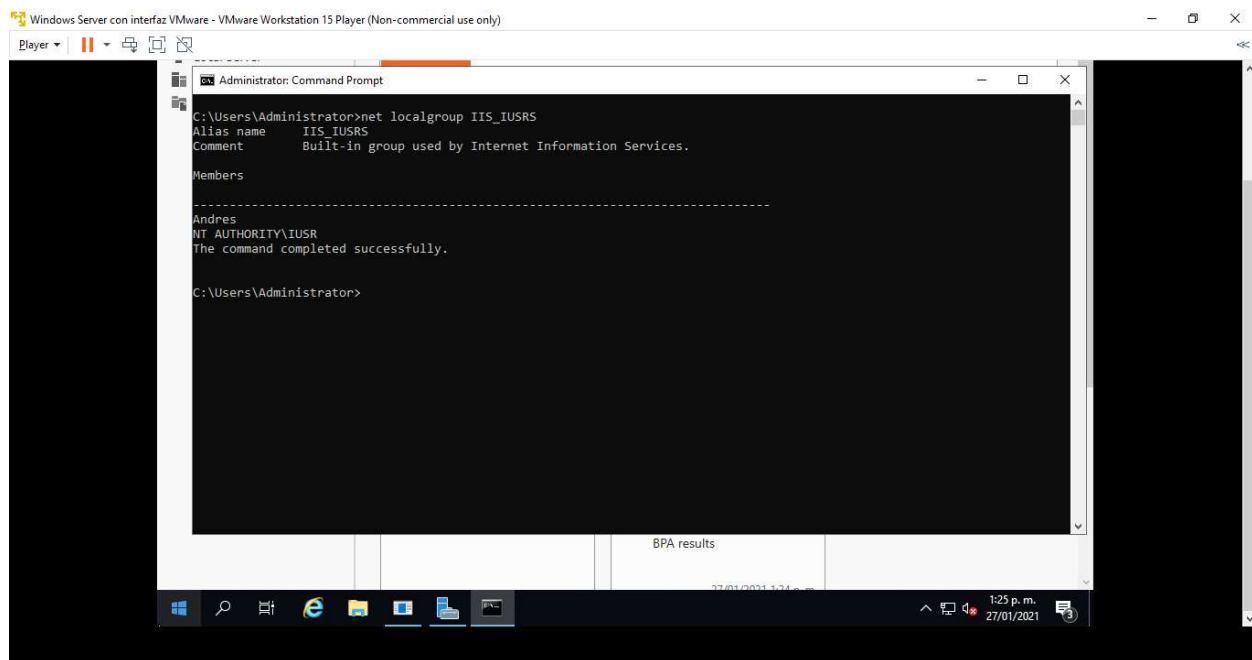 Windows Server con interfaz VMware - VMware Workstation 15 Player (Non-commercial use only)
Player
Administrator: Command Prompt
C:\Users\Administrator>net localgroup IIS_IUSRS
Alias name     IIS_IUSRS
Comment        Built-in group used by Internet Information Services.
Members
-------------------------------------------------------------------------------
Andres
NT AUTHORITY\IUSR
The command completed successfully.
C:\Users\Administrator>
BPA results
1:25 p. m.
27/01/2021
3